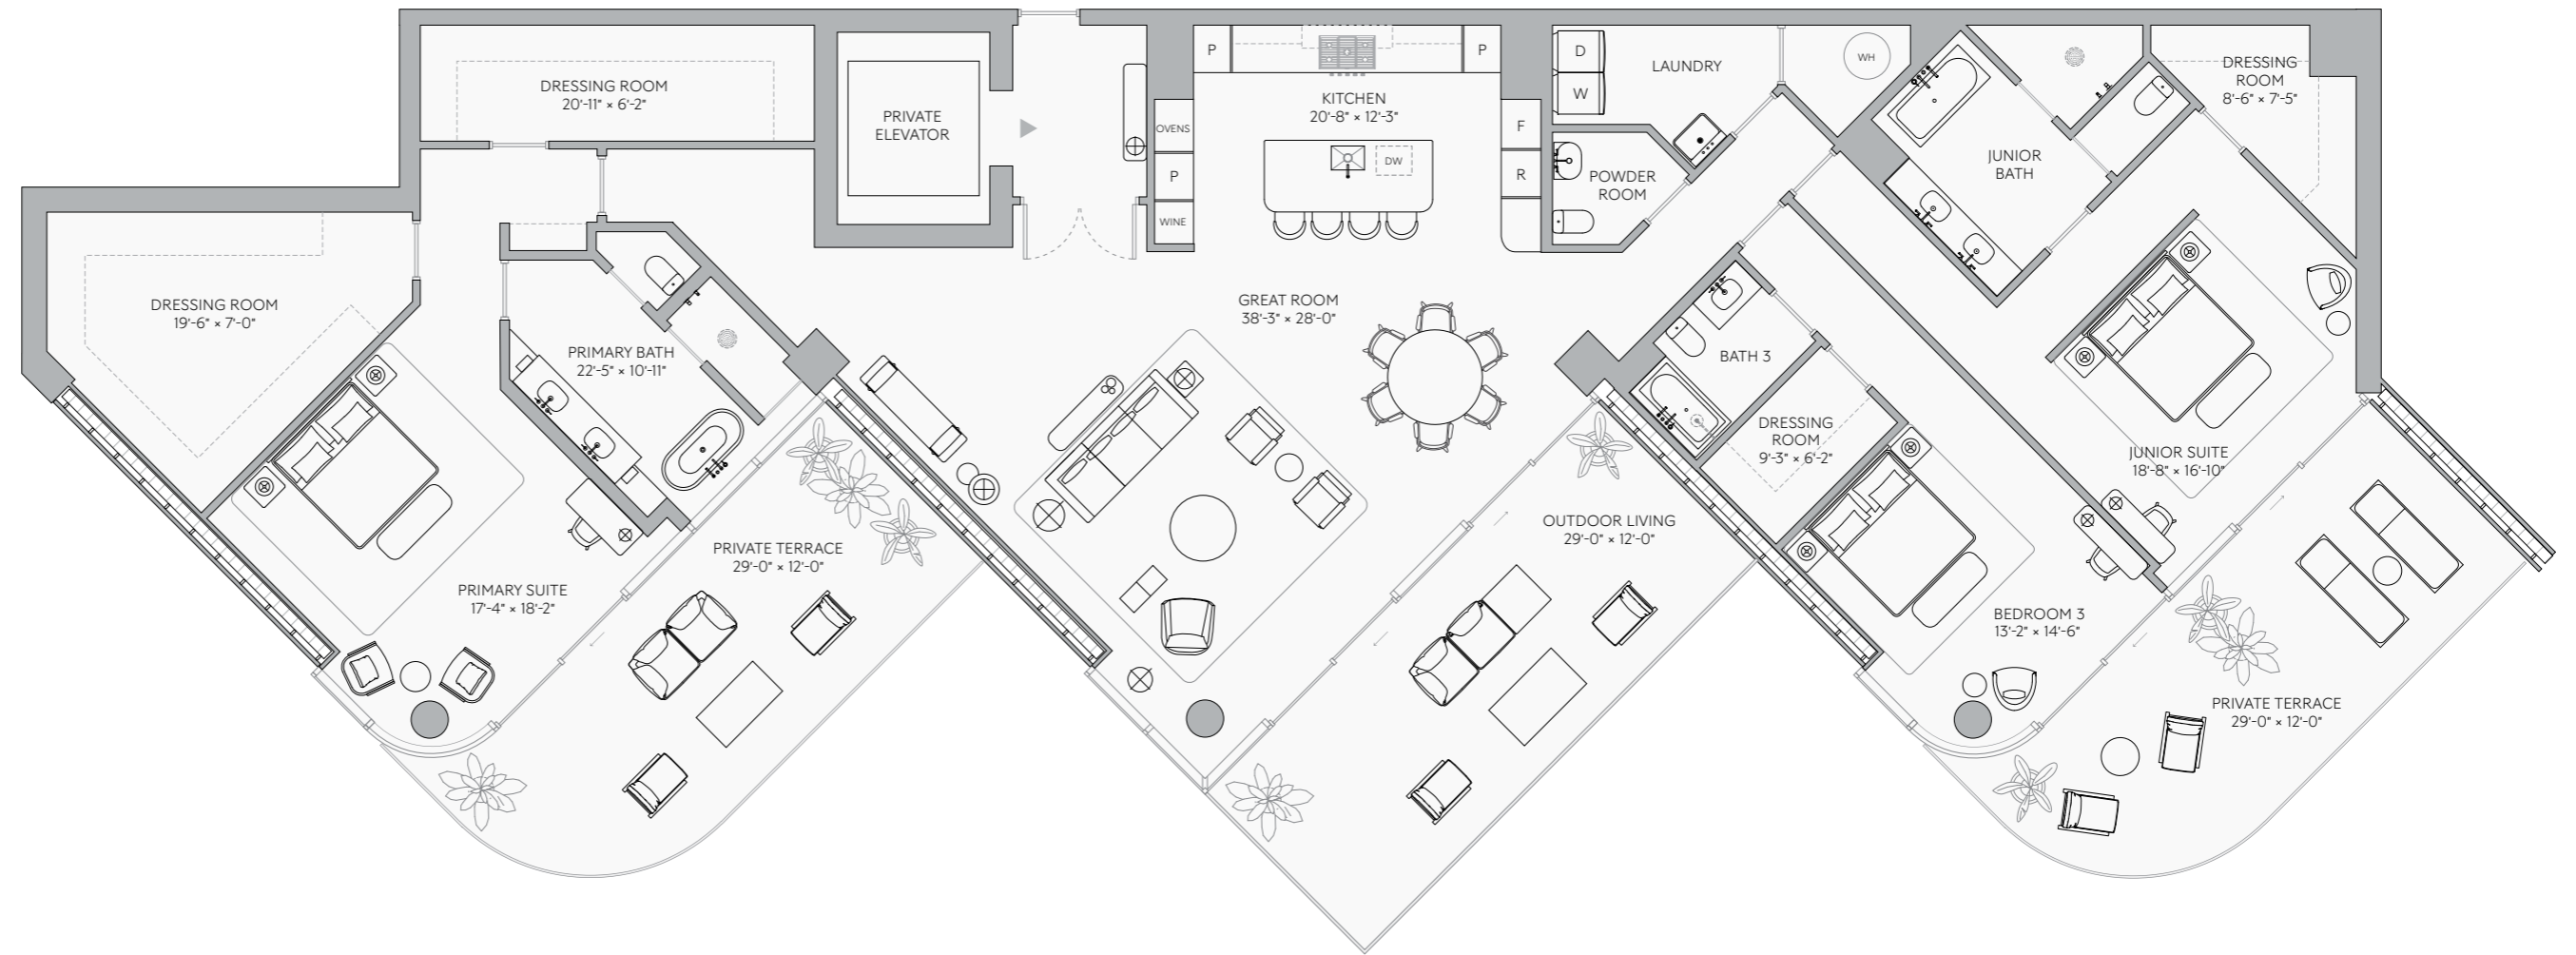 DRESSING ROOM
20'-11" × 6'-2"
PRIVATE
ELEVATOR
DRESSING ROOM
19'-6" × 7'-0"
PRIMARY BATH
22'-5" × 10'-11"
PRIMARY SUITE
17'-4" × 18'-2"
PRIVATE TERRACE
29'-0" × 12'-0"
OVENS
P
WINE
P
P
KITCHEN
20'-8" × 12'-3"
DW
F
R
GREAT ROOM
38'-3" × 28'-0"
D
W
LAUNDRY
WH
POWDER
ROOM
JUNIOR
BATH
DRESSING
ROOM
8'-6" × 7'-5"
BATH 3
DRESSING
ROOM
9'-3" × 6'-2"
OUTDOOR LIVING
29'-0" × 12'-0"
JUNIOR SUITE
18'-8" × 16'-10"
BEDROOM 3
13'-2" × 14'-6"
PRIVATE TERRACE
29'-0" × 12'-0"